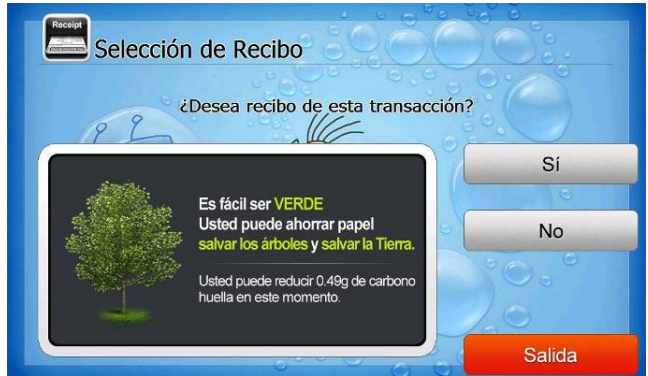 Receipt
Selección de Recibo
¿Desea recibo de esta transacción?
Es fácil ser VERDE
Usted puede ahorrar papel
salvar los árboles y salvar la Tierra.
Usted puede reducir 0.49g de carbono
huella en este momento.
Sí
No
Salida